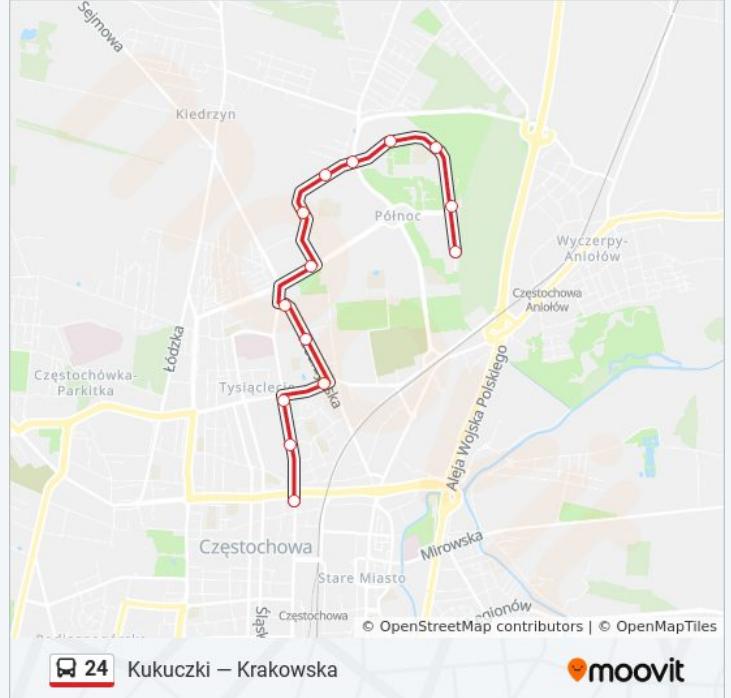 Sejmowa
Kiedrzyn
Północ
Wyczerpy-
Aniołów
Częstochowa
Aniołów
Łódzka
Częstochówka-
Parkitka
Tysiąclecie
Aleja Wojska Polskiego
Częstochowa
Mirowska
Stare Miasto
Częstochowa
© OpenStreetMap contributors | © OpenMapTiles
24 Kukuczki — Krakowska
moovit